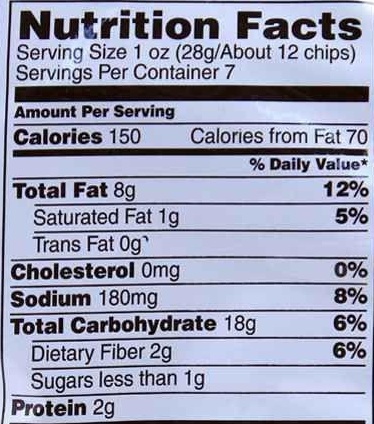 Nutrition Facts
Serving Size 1 oz (28g/About 12 chips)
Servings Per Container 7
Amount Per Serving
Calories 150 Calories from Fat 70
% Daily Value*
Total Fat 8g 12%
Saturated Fat 1g 5%
Trans Fat 0g
Cholesterol 0mg 0%
Sodium 180mg 8%
Total Carbohydrate 18g 6%
Dietary Fiber 2g 6%
Sugars less than 1g
Protein 2g